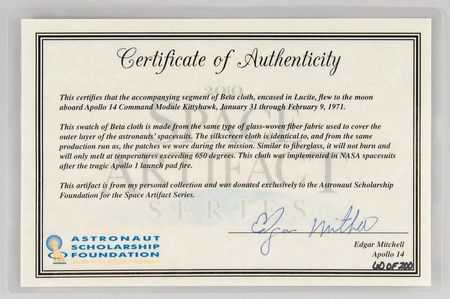 Certificate of Authenticity
2010
SPACE
ARTIFACT
SERIES
This certifies that the accompanying segment of Beta cloth, encased in Lucite, flew to the moon
aboard Apollo 14 Command Module Kittyhawk, January 31 through February 9, 1971.
This swatch of Beta cloth is made from the same type of glass-woven fiber fabric used to cover the
outer layer of the astronauts' spacesuits. The silkscreen cloth is identical to, and from the same
production run as, the patches we wore during the mission. Similar to fiberglass, it will not burn and
will only melt at temperatures exceeding 650 degrees. This cloth was implemented in NASA spacesuits
after the tragic Apollo 1 launch pad fire.
This artifact is from my personal collection and was donated exclusively to the Astronaut Scholarship
Foundation for the Space Artifact Series.
Edgar Mitchell
ASTRONAUT
SCHOLARSHIP
FOUNDATION
Edgar Mitchell
Apollo 14
60 OF 200